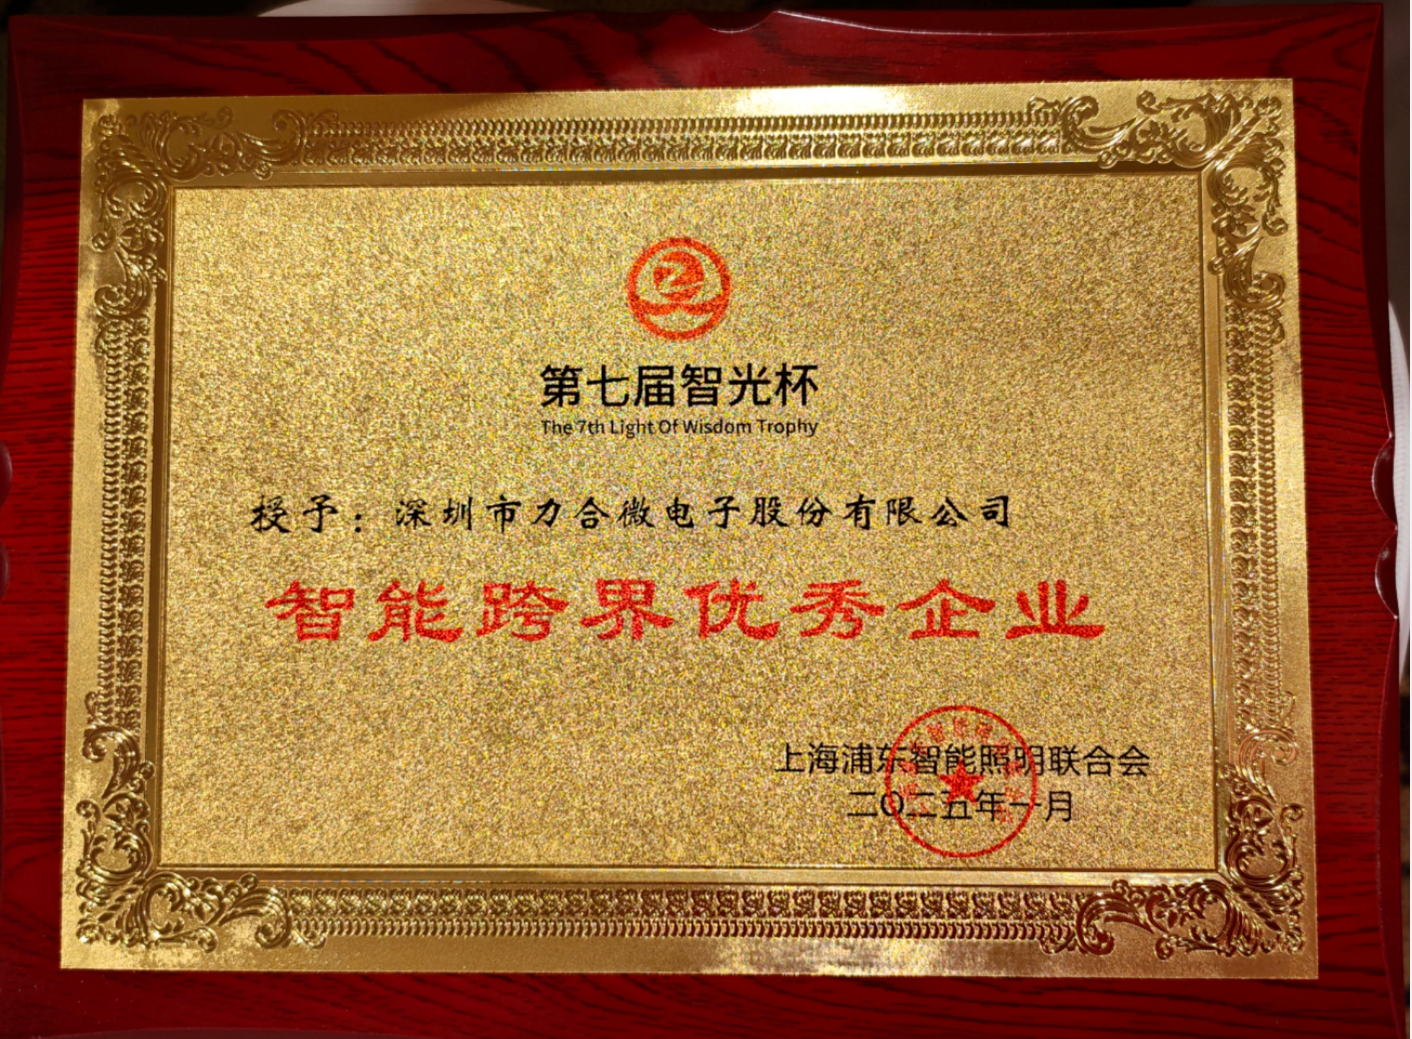 第七届智光杯
The 7th Light Of Wisdom Trophy
授予：深圳市力合微电子股份有限公司
智能跨界优秀企业
上海浦东智能照明联合会
二〇二五年一月